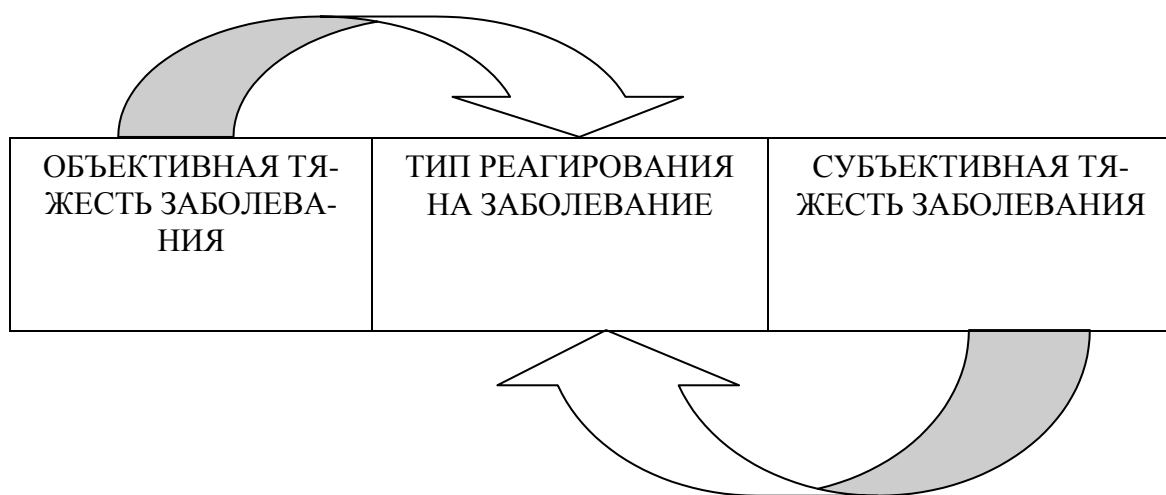 ОБЪЕКТИВНАЯ ТЯ-
ЖЕСТЬ ЗАБОЛЕВА-
НИЯ
ТИП РЕАГИРОВАНИЯ
НА ЗАБОЛЕВАНИЕ
СУБЪЕКТИВНАЯ ТЯ-
ЖЕСТЬ ЗАБОЛЕВАНИЯ